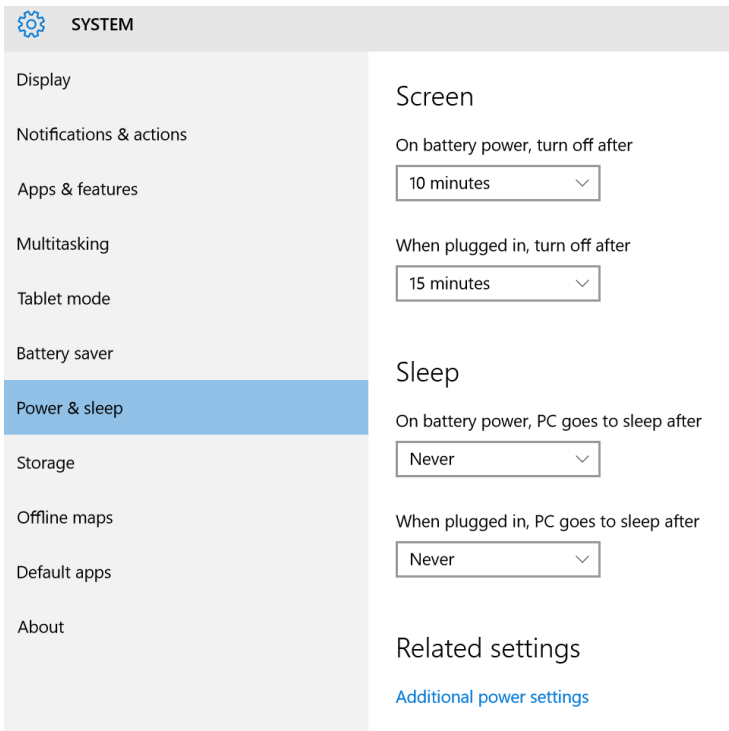 SYSTEM
Display
Notifications & actions
Apps & features
Multitasking
Tablet mode
Battery saver
Power & sleep
Storage
Offline maps
Default apps
About
Screen
On battery power, turn off after
10 minutes
When plugged in, turn off after
15 minutes
Sleep
On battery power, PC goes to sleep after
Never
When plugged in, PC goes to sleep after
Never
Related settings
Additional power settings